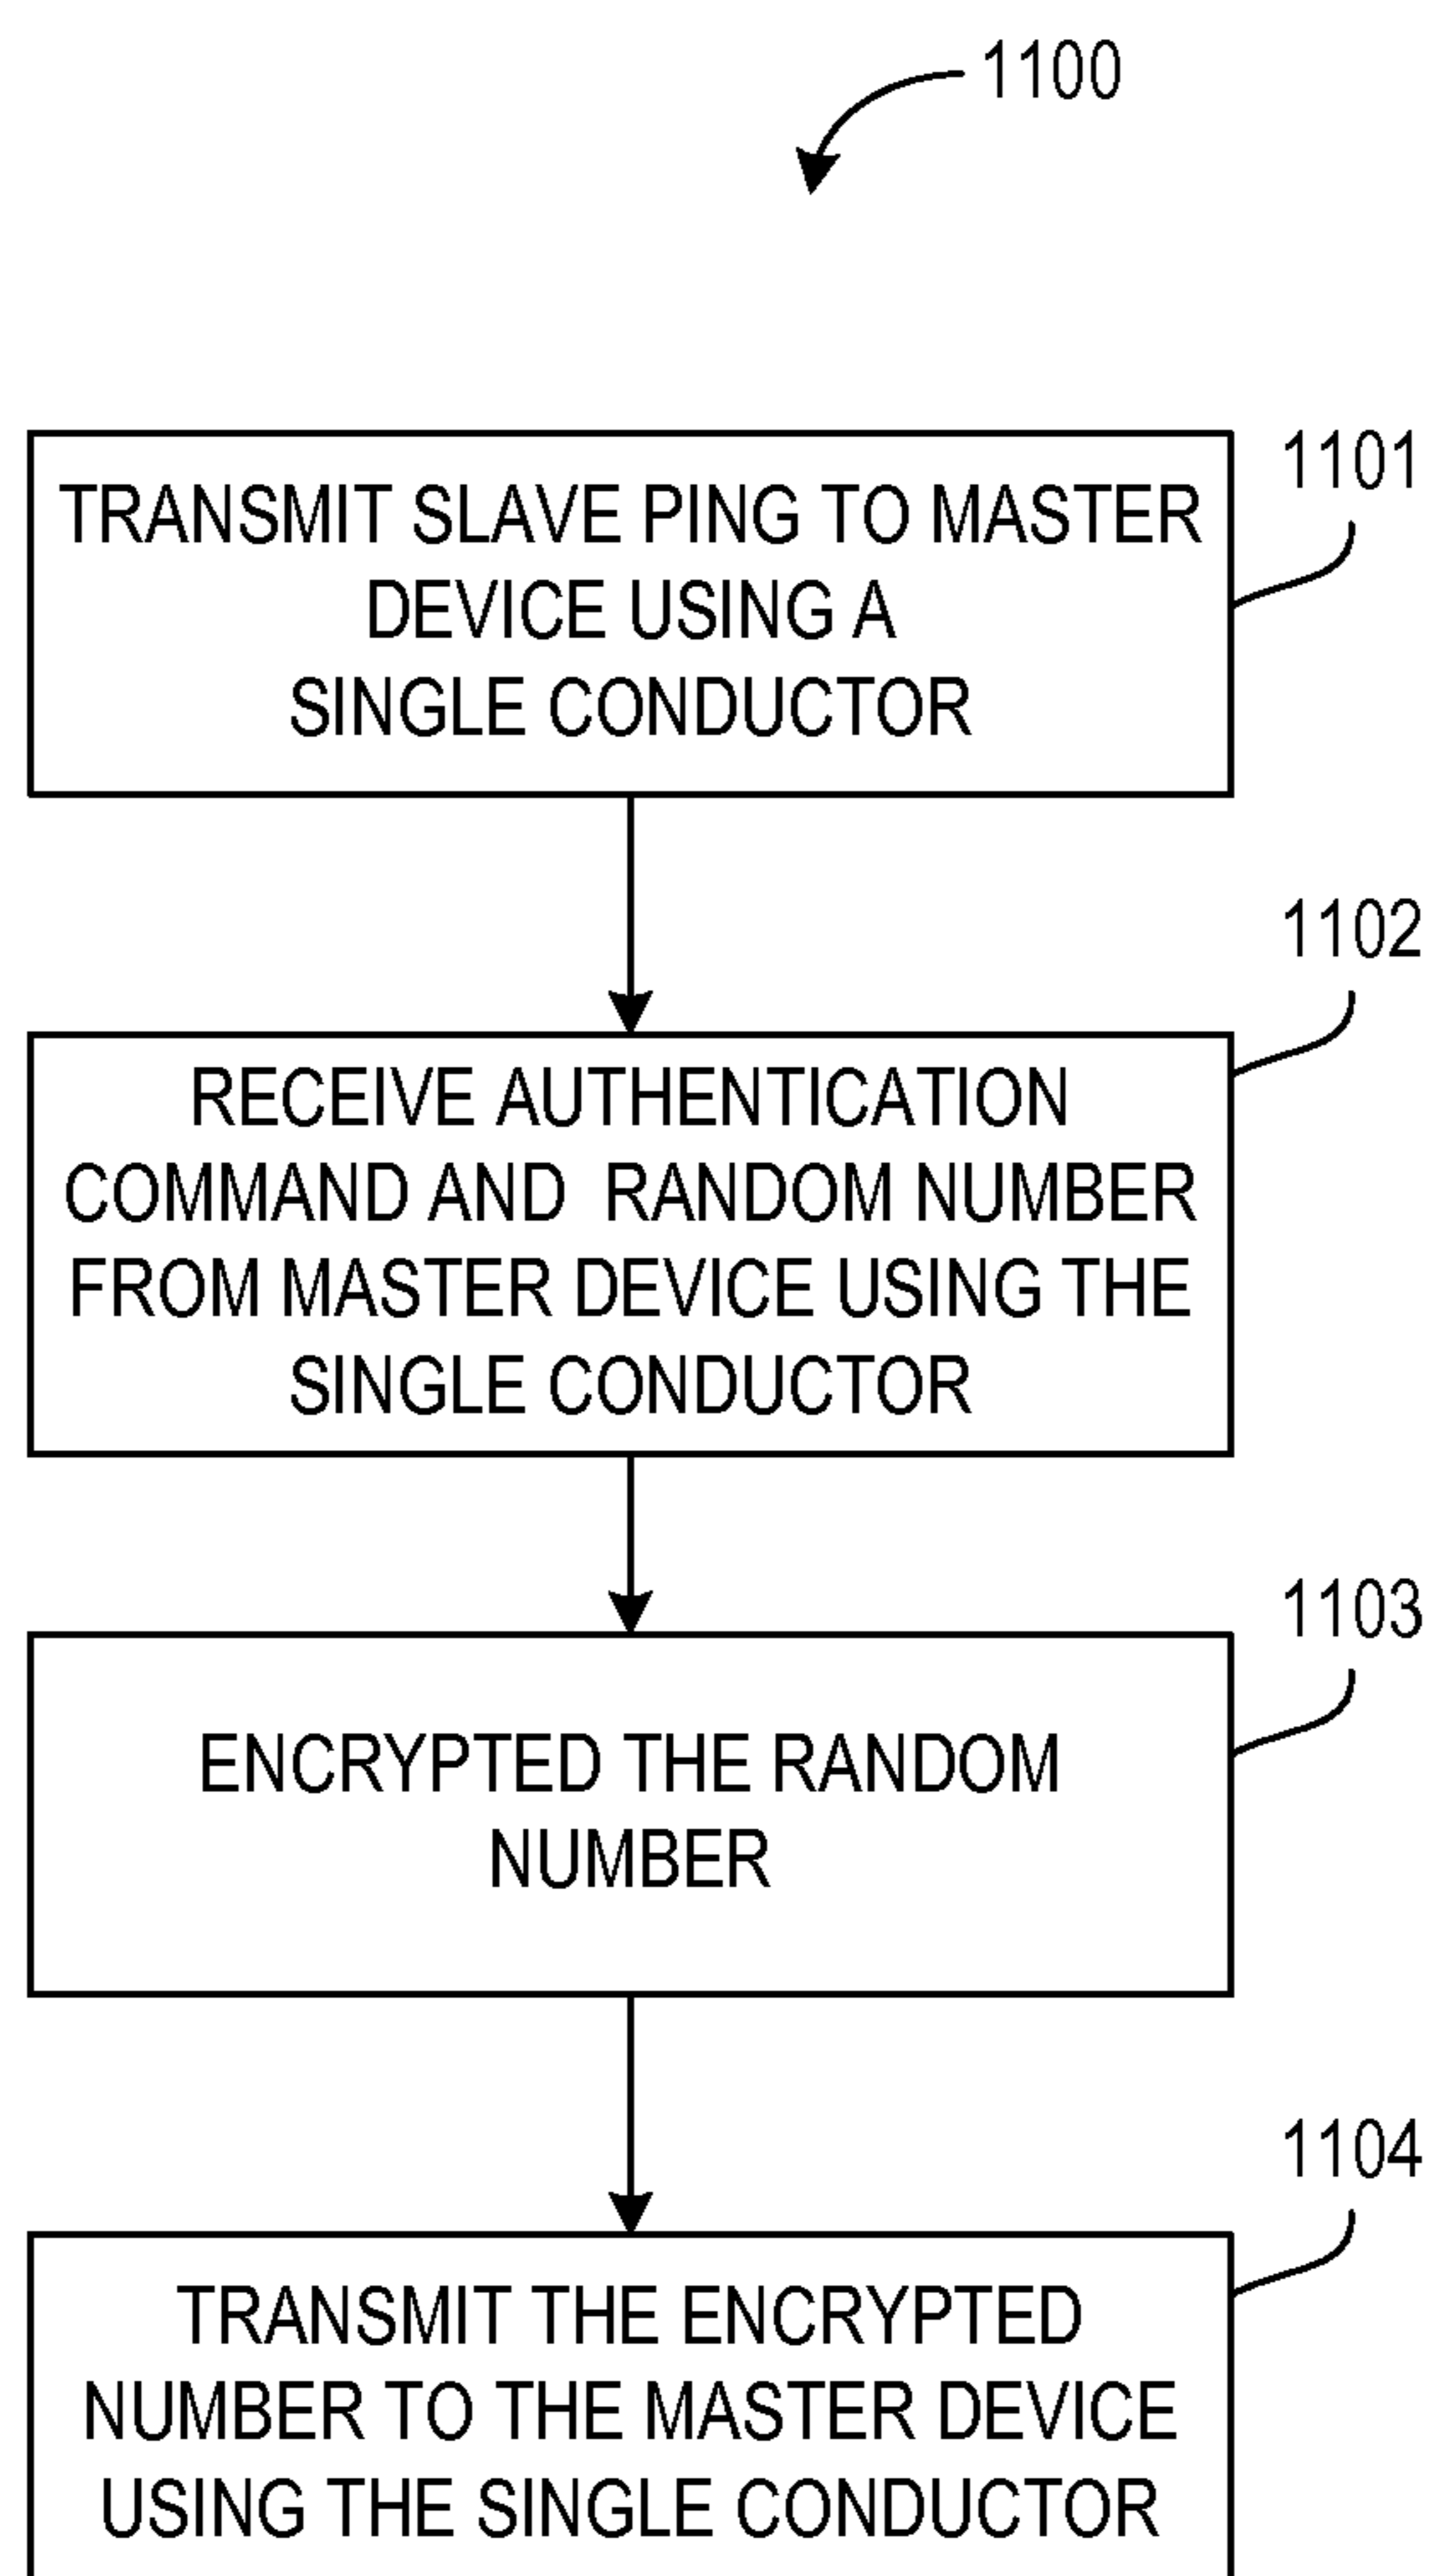 1100
1101
TRANSMIT SLAVE PING TO MASTER
DEVICE USING A
SINGLE CONDUCTOR
1102
RECEIVE AUTHENTICATION
COMMAND AND RANDOM NUMBER
FROM MASTER DEVICE USING THE
SINGLE CONDUCTOR
1103
ENCRYPTED THE RANDOM
NUMBER
1104
TRANSMIT THE ENCRYPTED
NUMBER TO THE MASTER DEVICE
USING THE SINGLE CONDUCTOR